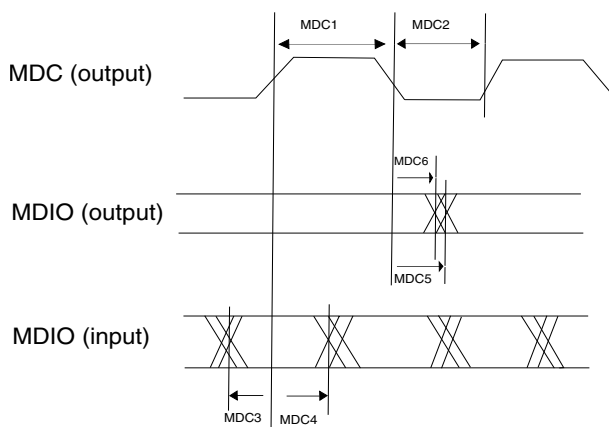 MDC1
MDC2
MDC (output)
MDC6
MDIO (output)
MDC5
MDIO (input)
MDC3
MDC4